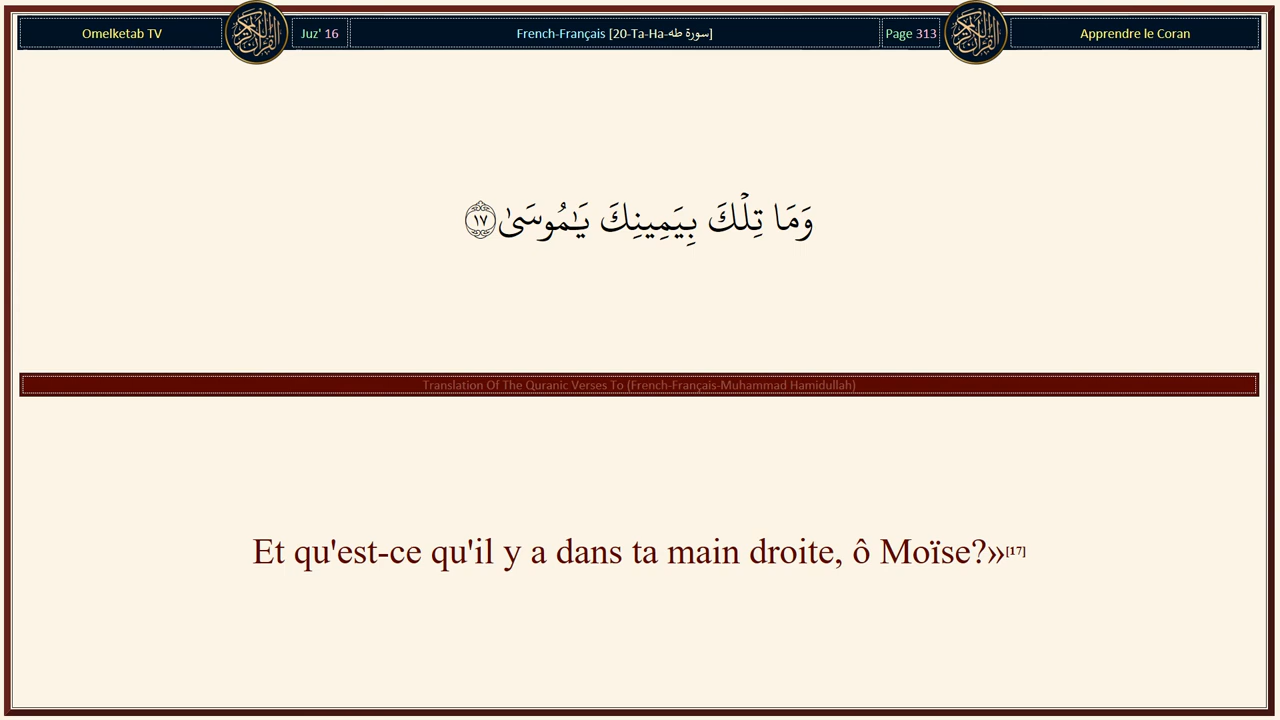 Omelketab TV
Juz' 16
French-Français [20-Ta-Ha-سورة طه]
Page 313
Apprendre le Coran
وَمَا تِلۡكَ بِيَمِينِكَ يَٰمُوسَىٰ ١٧
Translation Of The Quranic Verses To (French-Français-Muhammad Hamidullah)
Et qu'est-ce qu'il y a dans ta main droite, ô Moïse?»[17]